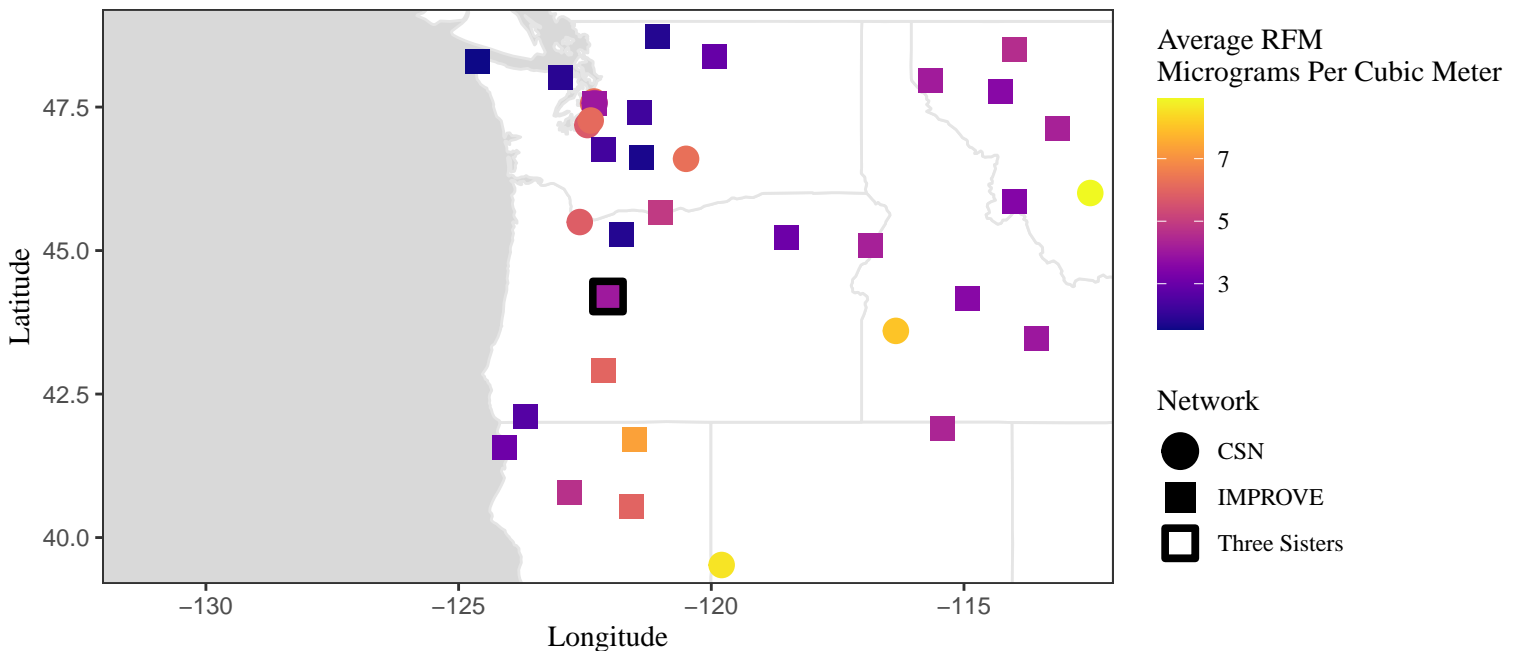 Average RFM
Micrograms Per Cubic Meter
7
5
3
Network
CSN
IMPROVE
Three Sisters
Latitude
47.5
45.0
42.5
40.0
−130
−125
−120
−115
Longitude